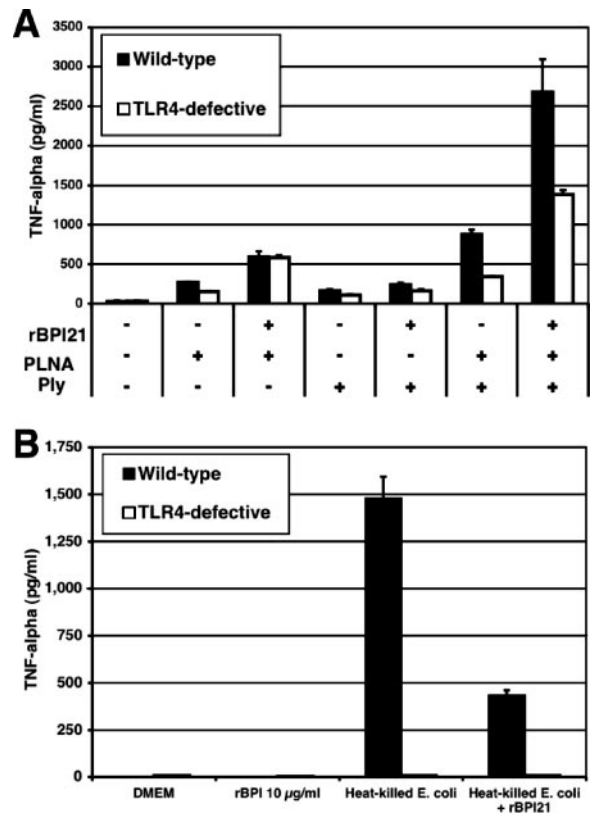 A
Wild-type
TLR4-defective
TNF-alpha (pg/ml)
3500
3000
2500
2000
1500
1000
500
0
rBPI21 - - + - + - +
PLNA - + + - - + +
Ply - - - + + + +
B
Wild-type
TLR4-defective
TNF-alpha (pg/ml)
1,750
1,500
1,250
1,000
750
500
250
0
DMEM
rBPI 10 µg/ml
Heat-killed E. coli
Heat-killed E. coli
+ rBPI21